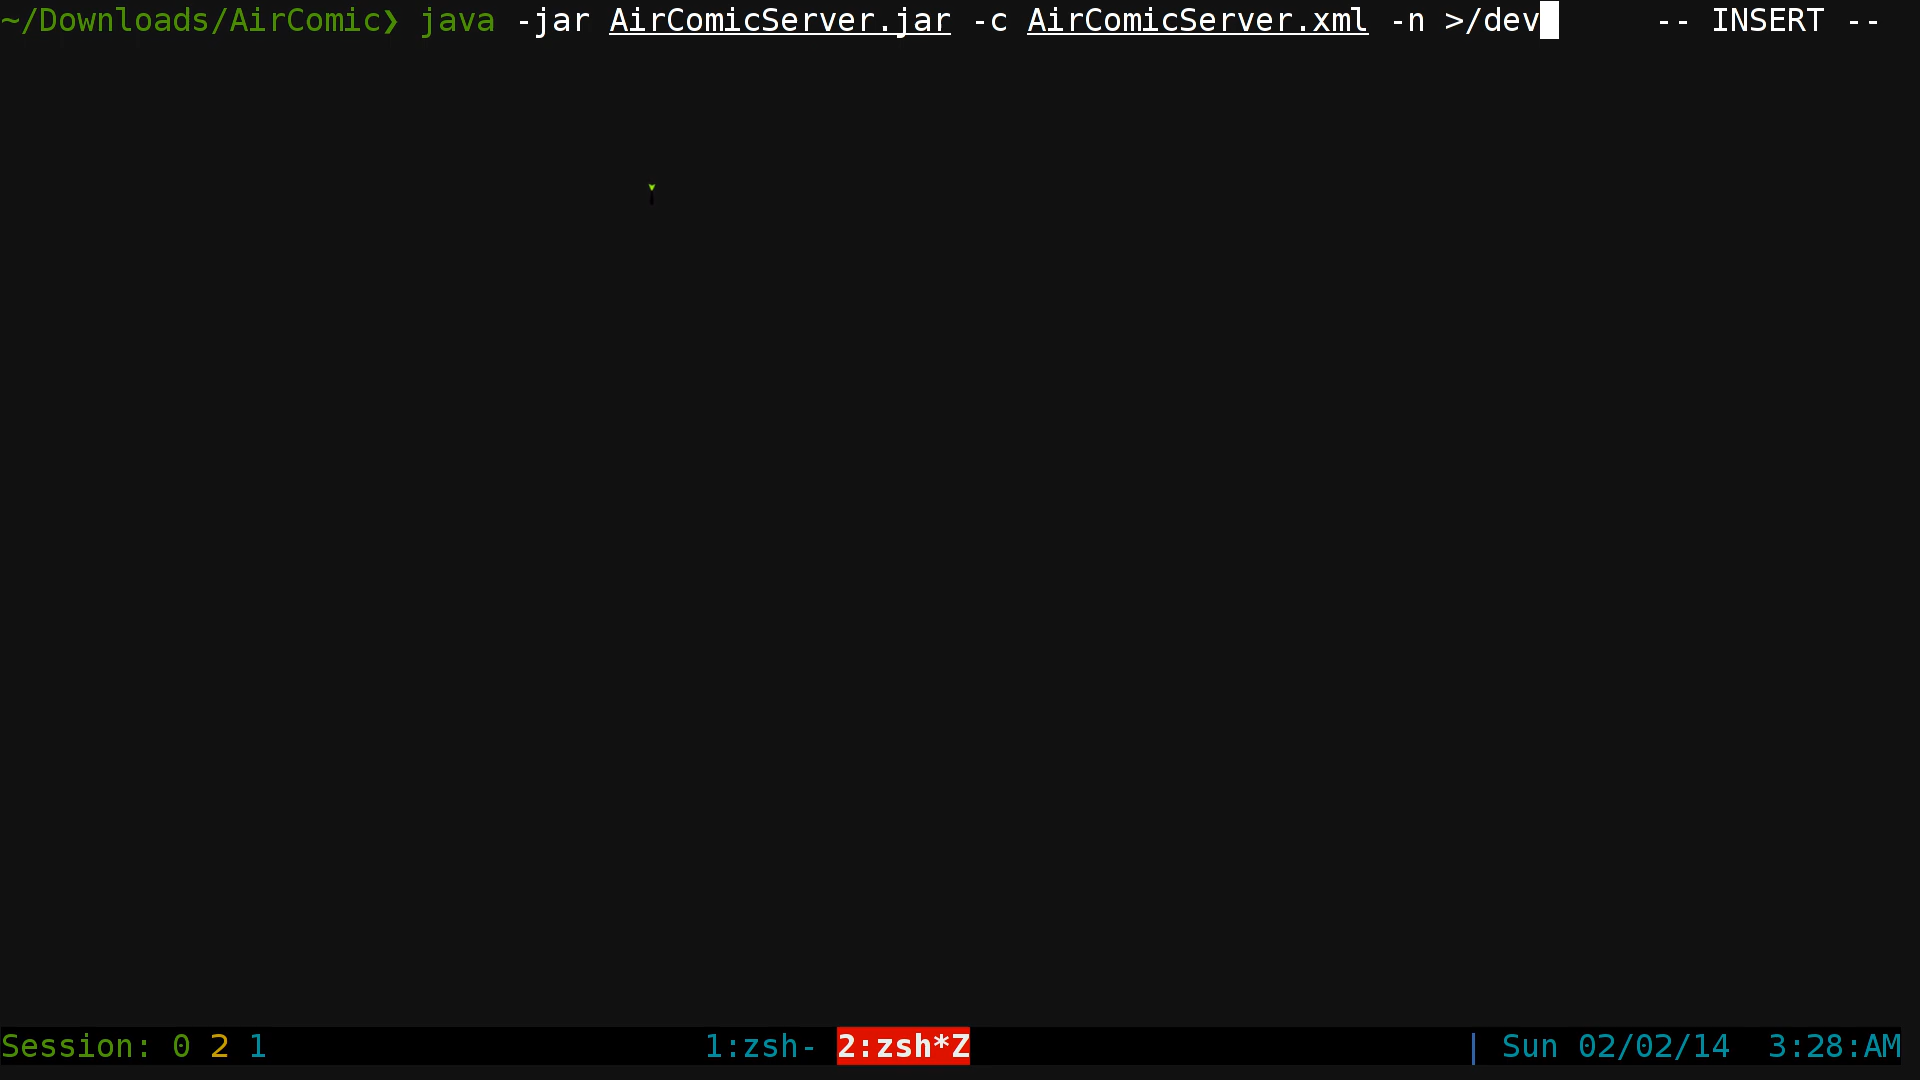 ~/Downloads/AirComic❯ java -jar AirComicServer.jar -c AirComicServer.xml -n >/dev -- INSERT --
Session: 0 2 1 1:zsh- 2:zsh*Z | Sun 02/02/14 3:28:AM